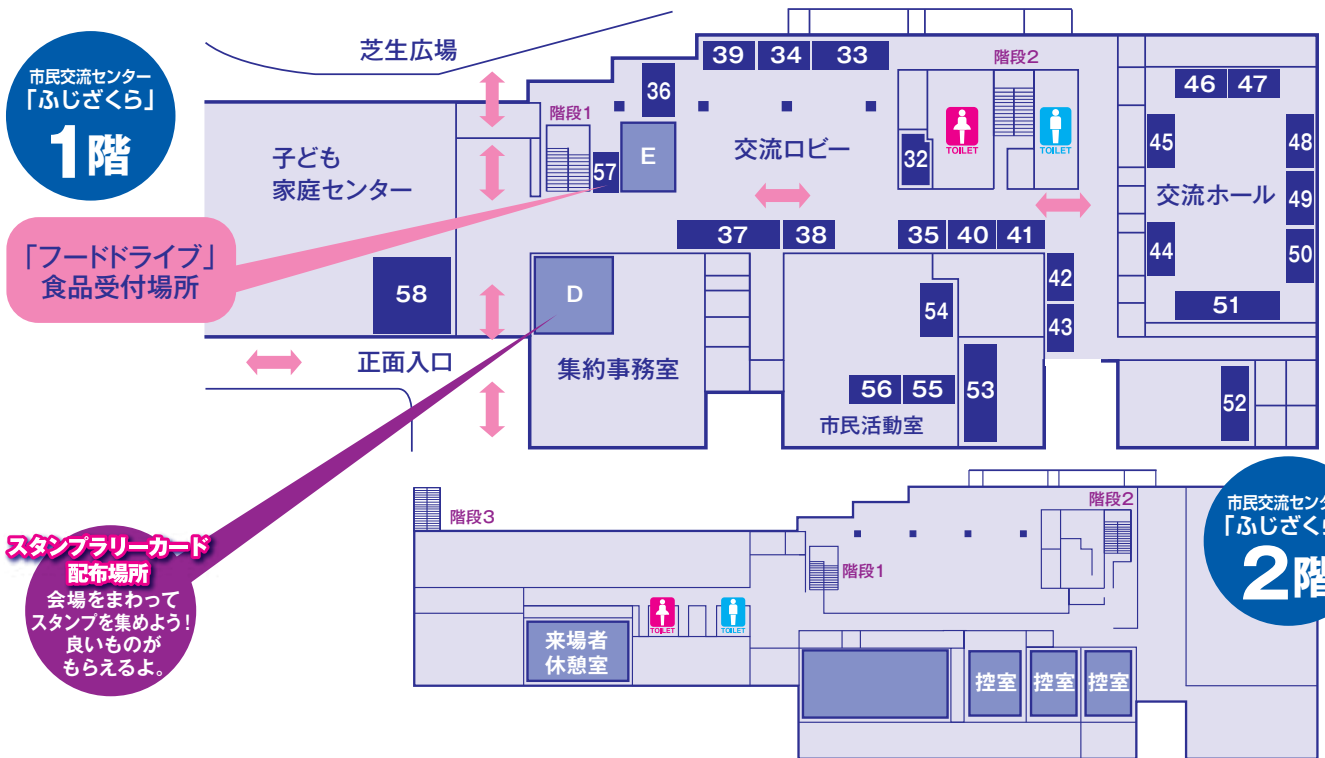 市民交流センター
「ふじざくら」
1階
芝生広場
39
34
33
階段2
46
47
36
階段1
TOILET
TOILET
45
48
子ども
家庭センター
57
E
交流ロビー
32
交流ホール
49
「フードドライブ」
食品受付場所
37
38
35
40
41
44
50
58
D
42
54
43
51
正面入口
集約事務室
56
55
53
52
市民活動室
スタンプラリーカード
配布場所
会場をまわって
スタンプを集めよう!
良いものが
もらえるよ。
階段3
階段2
市民交流センタ
「ふじざくら
2階
階段1
TOILET
TOILET
来場者
休憩室
控室
控室
控室